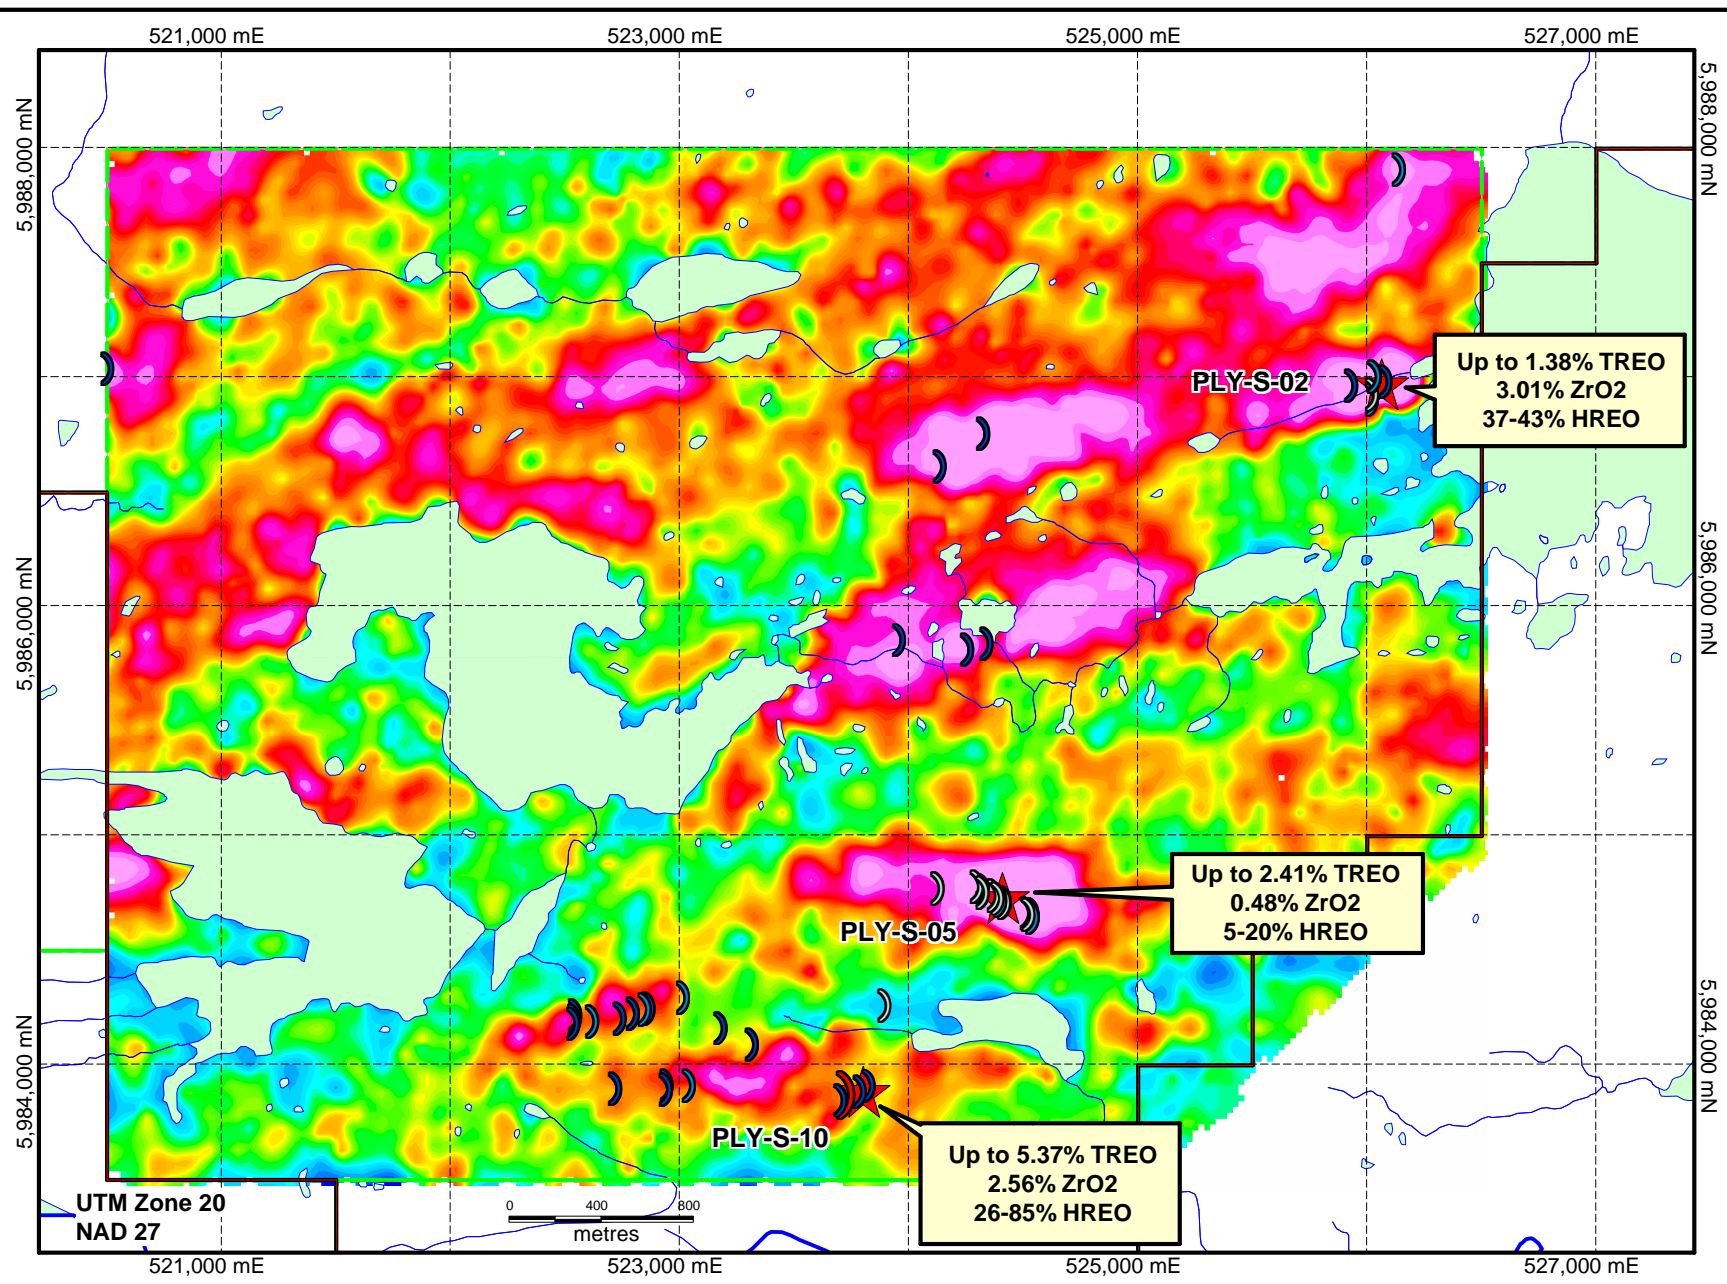 521,000 mE
523,000 mE
525,000 mE
527,000 mE
5,988,000 mN
5,988,000 mN
PLY-S-02
Up to 1.38% TREO
3.01% ZrO2
37-43% HREO
5,986,000 mN
5,986,000 mN
Up to 2.41% TREO
0.48% ZrO2
5-20% HREO
PLY-S-05
5,984,000 mN
5,984,000 mN
PLY-S-10
Up to 5.37% TREO
2.56% ZrO2
26-85% HREO
UTM Zone 20
NAD 27
0 400 800
metres
521,000 mE
523,000 mE
525,000 mE
527,000 mE